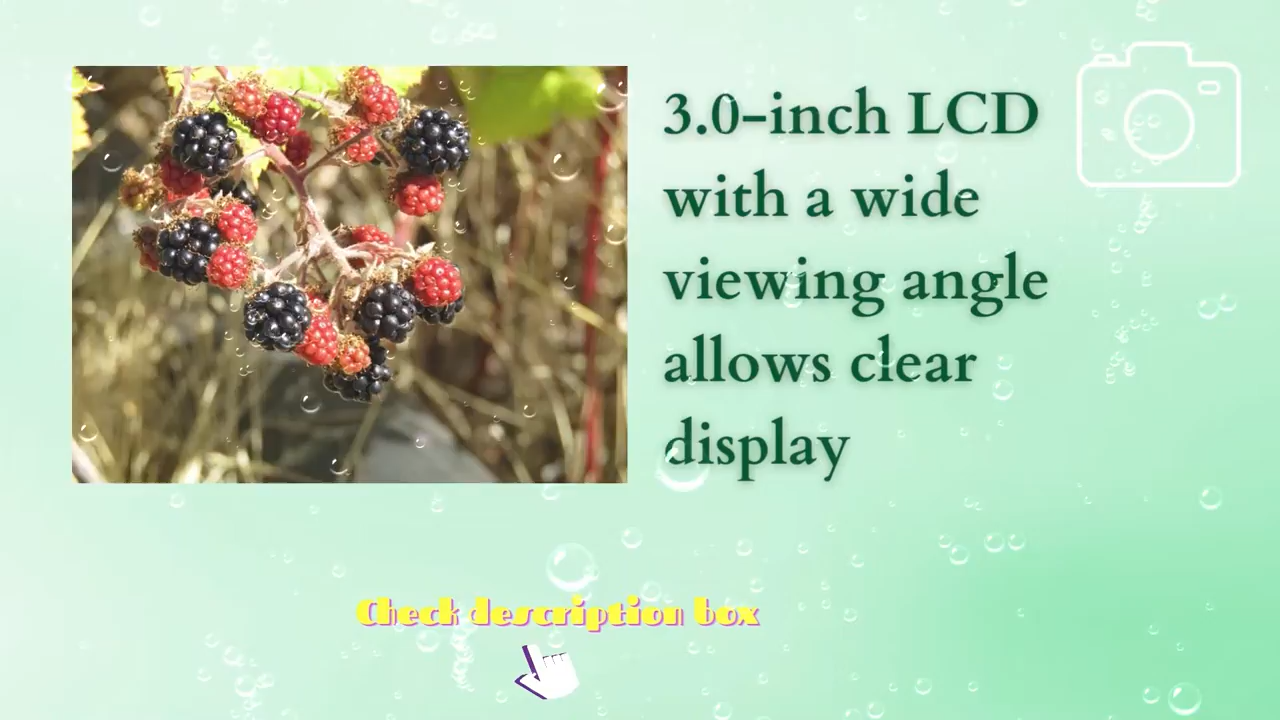 3.0-inch LCD
with a wide
viewing angle
allows clear
display
Check description box